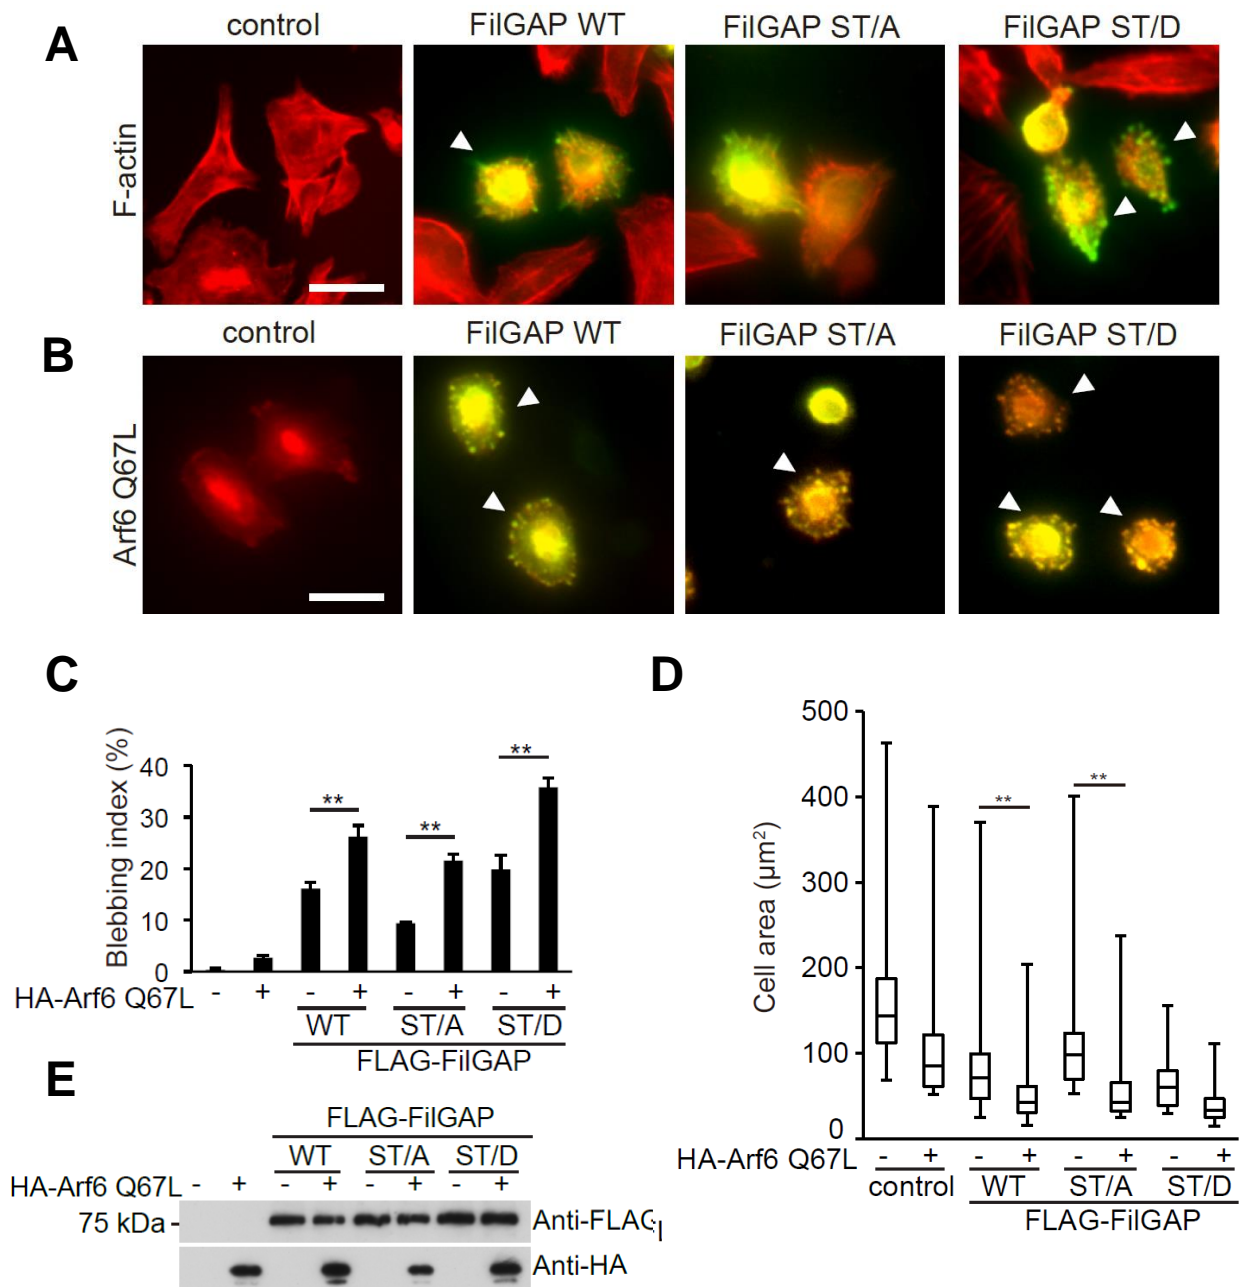 A
control FilGAP WT FilGAP ST/A FilGAP ST/D
F-actin
B
control FilGAP WT FilGAP ST/A FilGAP ST/D
Arf6 Q67L
C
Blebbing index (%)
40
30
20
10
0
** ** **
HA-Arf6 Q67L - + - + - + - +
WT ST/A ST/D
FLAG-FilGAP
D
Cell area (µm²)
500
400
300
200
100
0
** **
HA-Arf6 Q67L - + - + - + - +
control WT ST/A ST/D
FLAG-FilGAP
E
FLAG-FilGAP
WT ST/A ST/D
HA-Arf6 Q67L - + - + - + - +
75 kDa - Anti-FLAG
Anti-HA